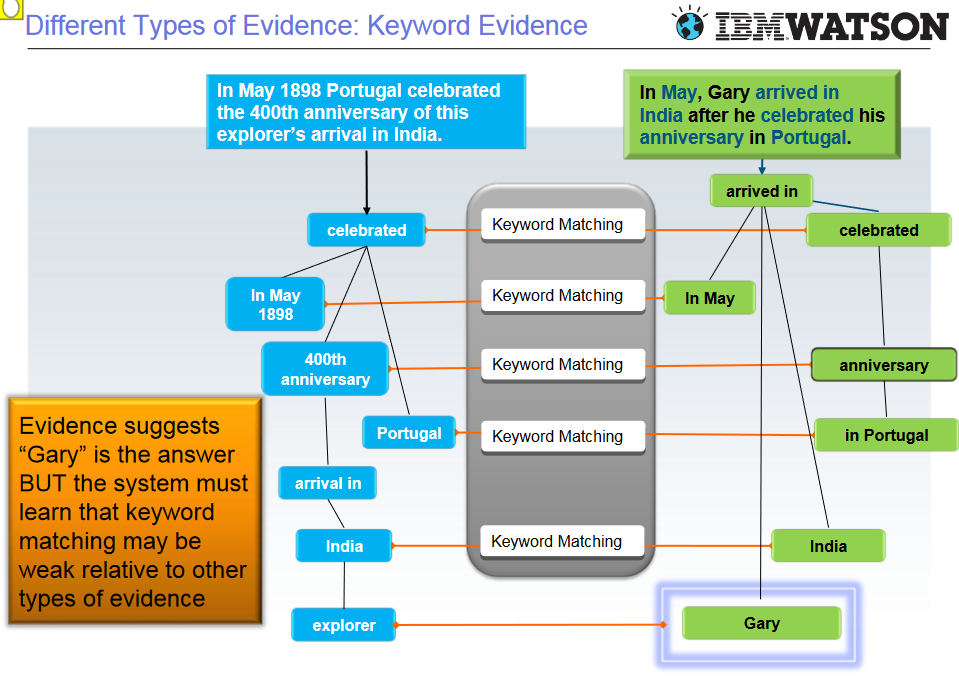 Different Types of Evidence: Keyword Evidence
IBMWATSON
In May 1898 Portugal celebrated
the 400th anniversary of this
explorer's arrival in India.
In May, Gary arrived in
India after he celebrated his
anniversary in Portugal.
arrived in
celebrated
Keyword Matching
celebrated
In May
1898
Keyword Matching
In May
400th
anniversary
Keyword Matching
anniversary
Portugal
Keyword Matching
in Portugal
arrival in
India
Keyword Matching
India
explorer
Gary
Evidence suggests
“Gary” is the answer
BUT the system must
learn that keyword
matching may be
weak relative to other
types of evidence